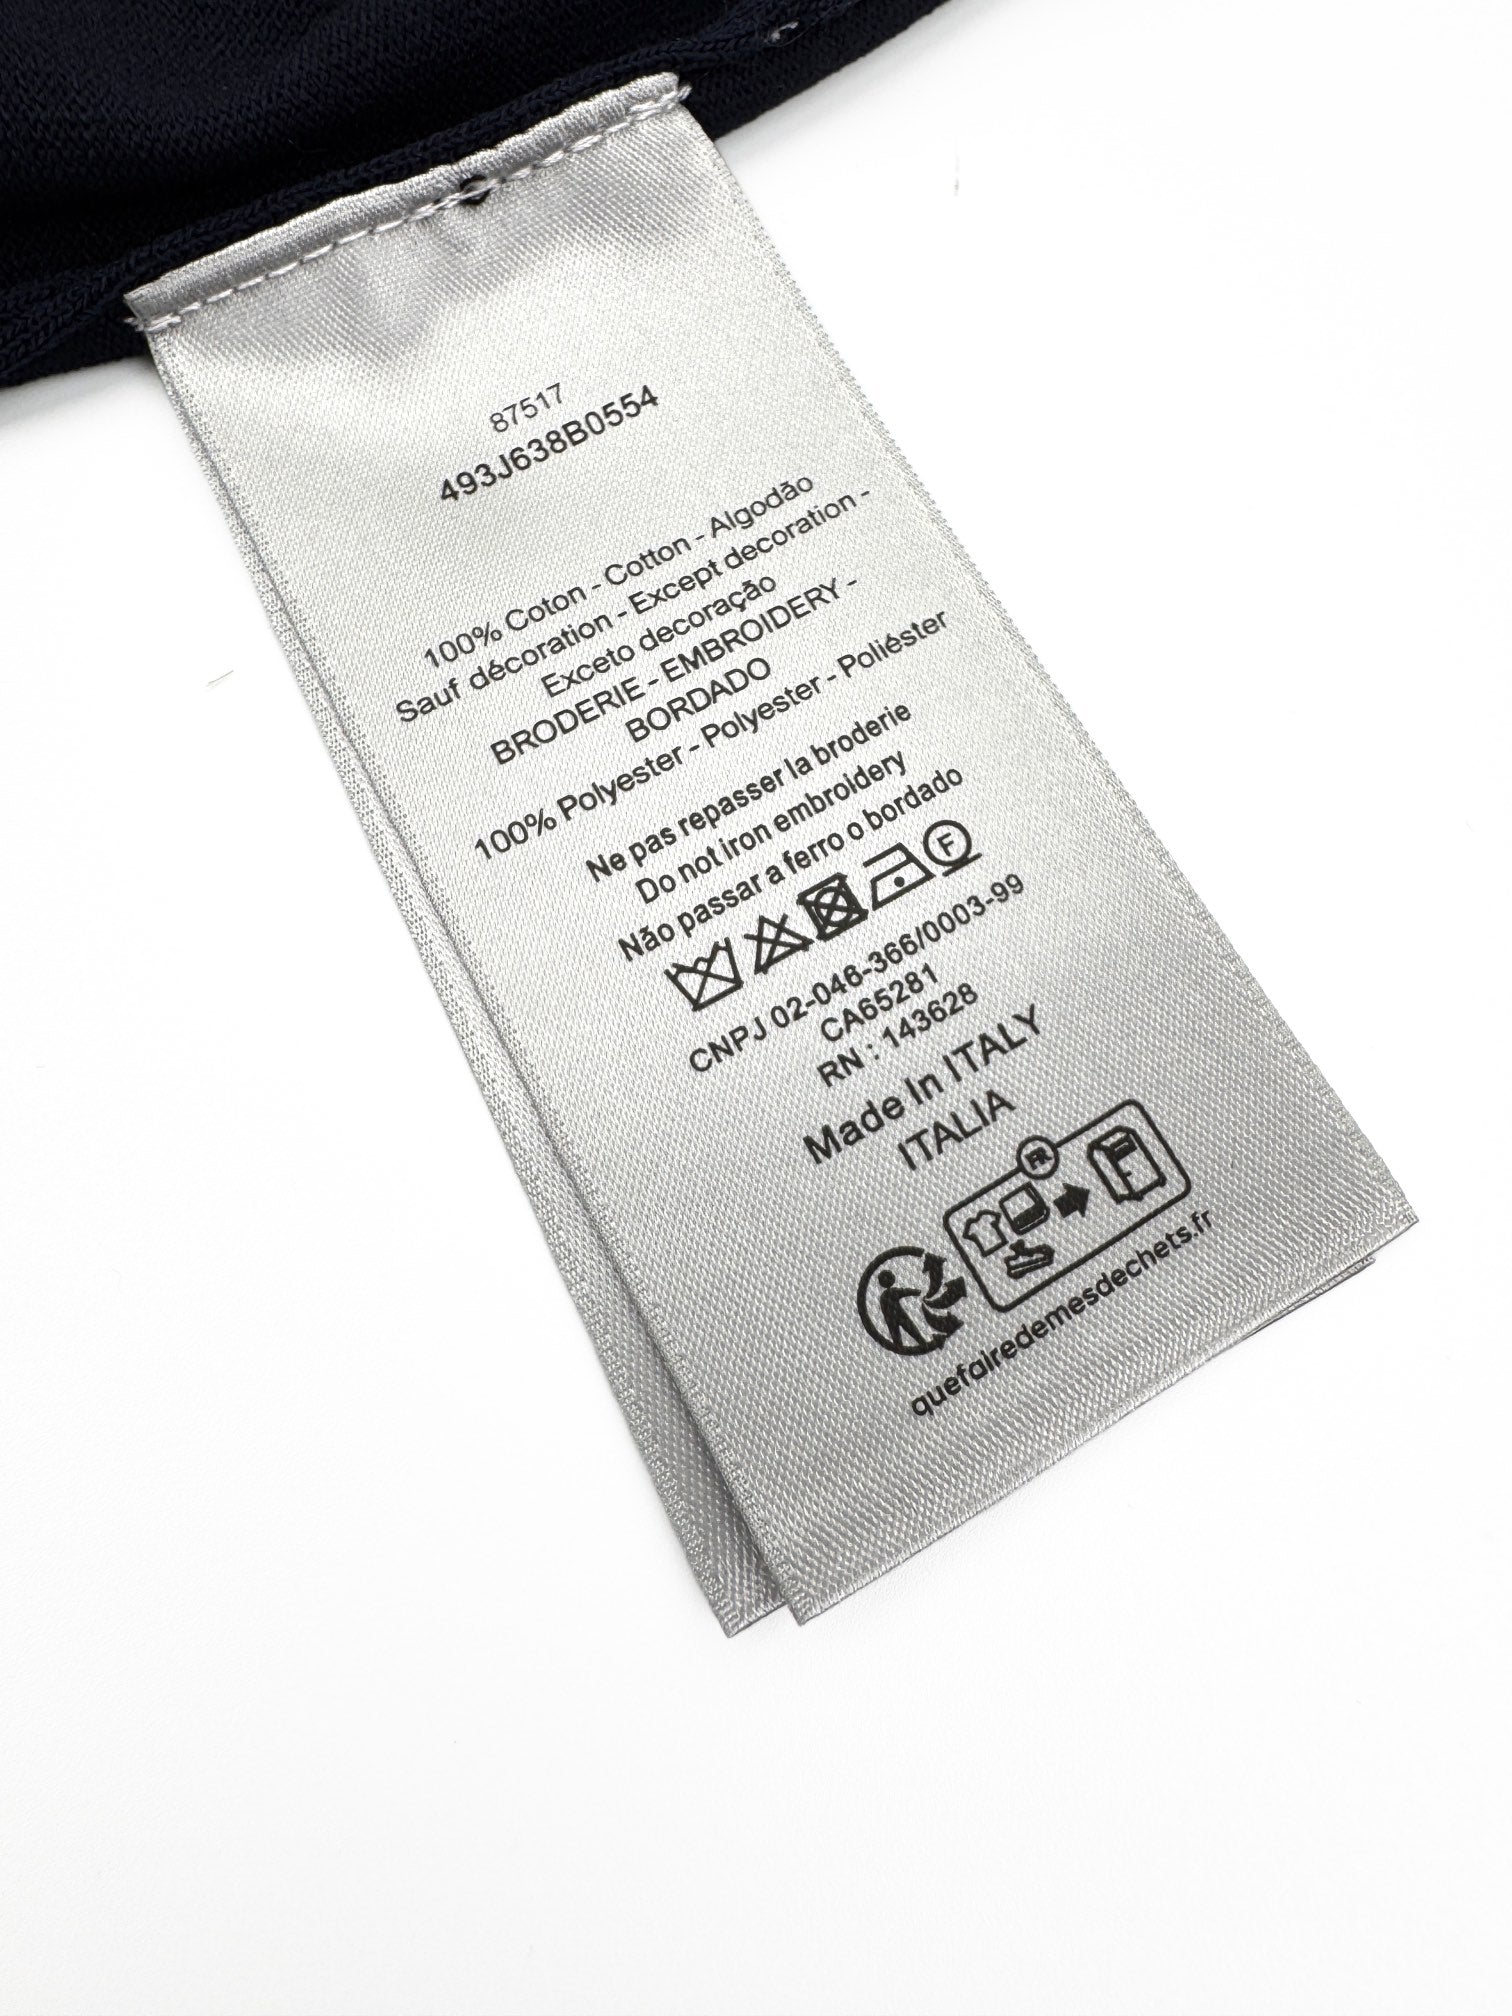 87517
493J638B0554
100% Coton - Cotton - Algodão
Sauf décoration - Except decoration -
Exceto decoração
BRODERIE - EMBROIDERY -
BORDADO
100% Polyester - Polyester - Poliéster
Ne pas repasser la broderie
Do not iron embroidery
Não passar a ferro o bordado
F
CNPJ 02-046-366/0003-99
CA65281
RN : 143628
Made In ITALY
ITALIA
FR
quefairedemesdechets.fr